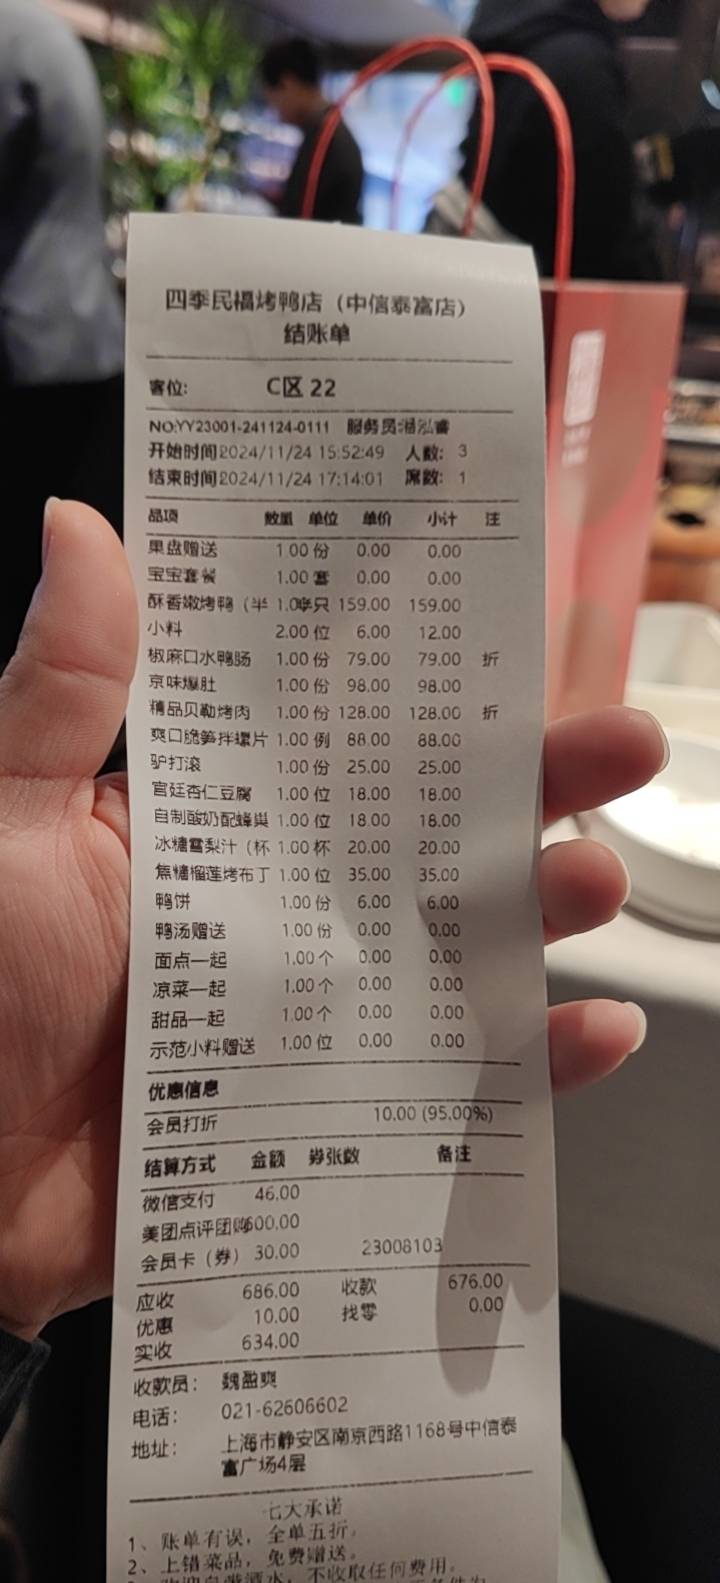 四季民福烤鸭店（中信泰富店）
结账单
客位： C区 22
NO:YY23001-241124-0111 服务员:杨泓睿
开始时间 2024/11/24 15:52:49 人数： 3
结束时间 2024/11/24 17:14:01 席数： 1
品项 数量 单位 单价 小计 注
果盘赠送 1.00 份 0.00 0.00
宝宝套餐 1.00 套 0.00 0.00
酥香嫩烤鸭（半 1.00 半只 159.00 159.00
小料 2.00 位 6.00 12.00
椒麻口水鸭肠 1.00 份 79.00 79.00 折
京味爆肚 1.00 份 98.00 98.00
精品贝勒烤肉 1.00 份 128.00 128.00 折
爽口脆笋拌螺片 1.00 例 88.00 88.00
驴打滚 1.00 份 25.00 25.00
宫廷杏仁豆腐 1.00 位 18.00 18.00
自制酸奶配蜂巢 1.00 位 18.00 18.00
冰糖雪梨汁（杯 1.00 杯 20.00 20.00
焦糖榴莲烤布丁 1.00 位 35.00 35.00
鸭饼 1.00 份 6.00 6.00
鸭汤赠送 1.00 份 0.00 0.00
面点一起 1.00 个 0.00 0.00
凉菜一起 1.00 个 0.00 0.00
甜品一起 1.00 个 0.00 0.00
示范小料赠送 1.00 位 0.00 0.00
优惠信息
会员打折 10.00 (95.00%)
结算方式 金额 券张数 备注
微信支付 46.00
美团点评团购 600.00
会员卡（券） 30.00 23008103
应收 686.00 收款 676.00
优惠 10.00 找零 0.00
实收 634.00
收款员： 魏盈爽
电话： 021-62606602
地址： 上海市静安区南京西路1168号中信泰
富广场4层
七大承诺
1、账单有误，全单五折。
2、上错菜品，免费赠送。
不收取任何费用。